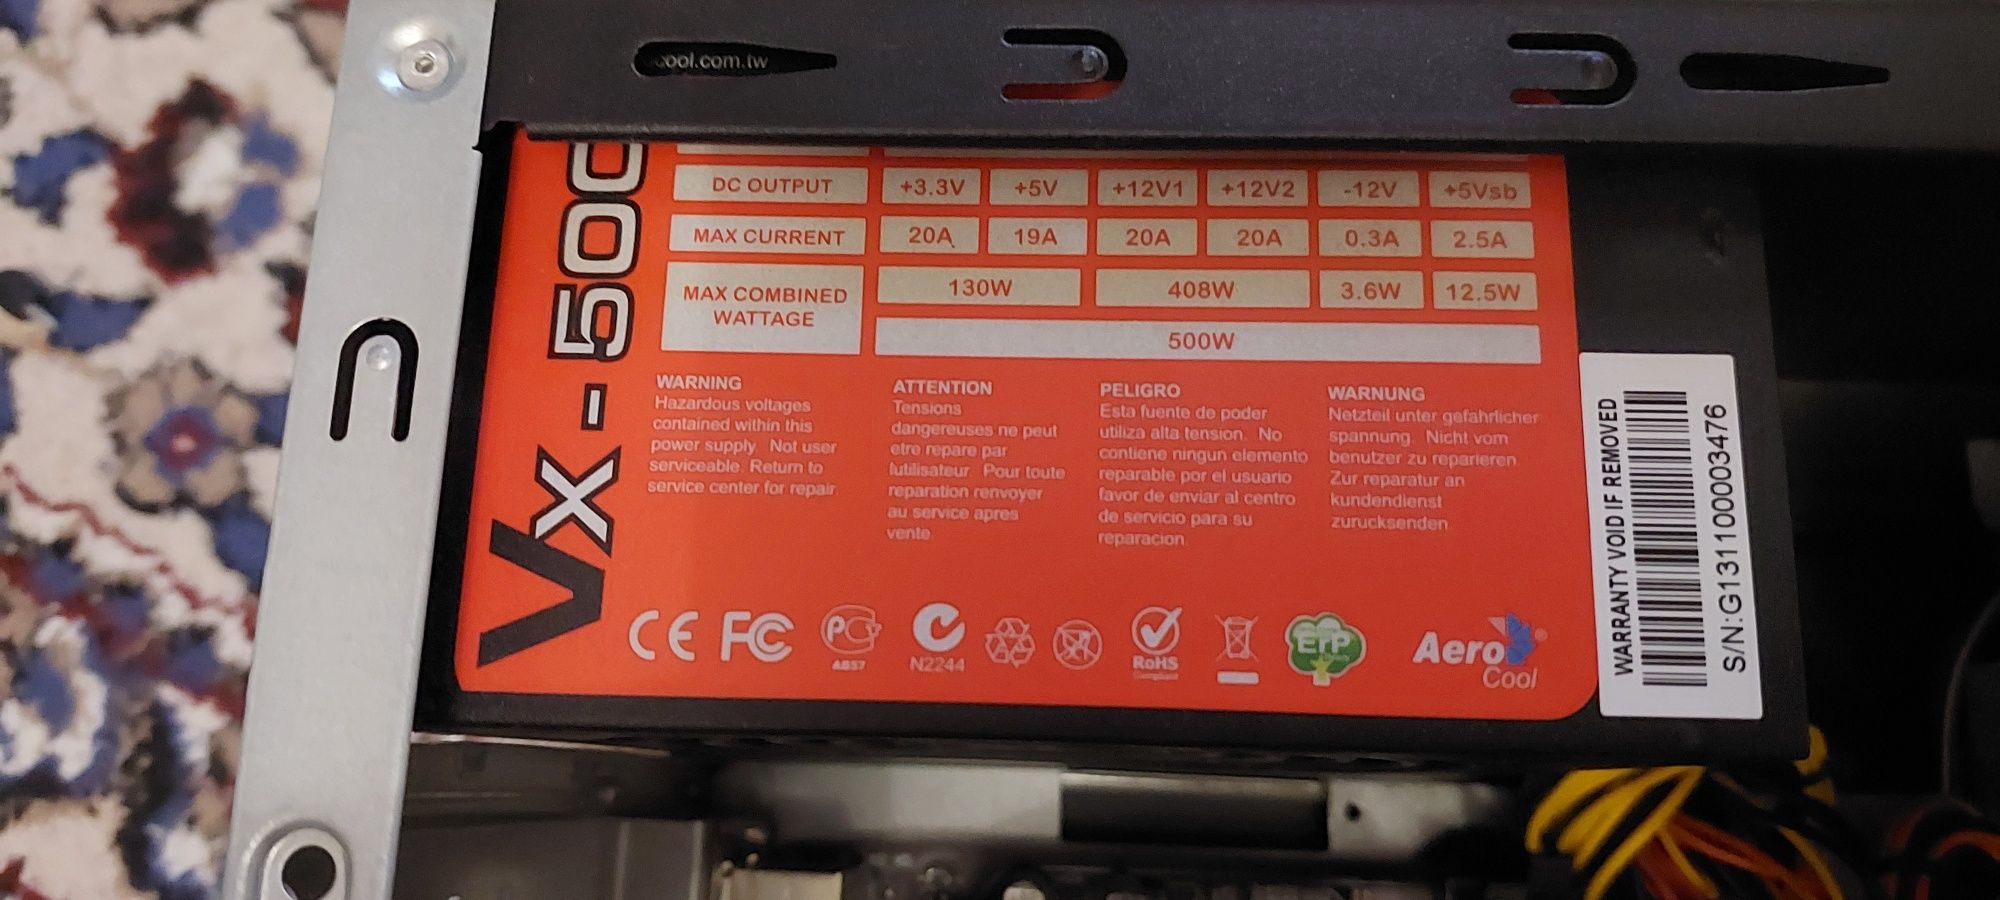 cool.com.tw
VX-500
DC OUTPUT +3.3V +5V +12V1 +12V2 -12V +5Vsb
MAX CURRENT 20A 19A 20A 20A 0.3A 2.5A
MAX COMBINED WATTAGE 130W 408W 3.6W 12.5W
500W
WARNING
Hazardous voltages
contained within this
power supply. Not user
serviceable. Return to
service center for repair.
ATTENTION
Tensions
dangereuses ne peut
etre repare par
lutilisateur. Pour toute
reparation renvoyer
au service apres
vente.
PELIGRO
Esta fuente de poder
utiliza alta tension. No
contiene ningun elemento
reparable por el usuario
favor de enviar al centro
de servicio para su
reparacion.
WARNUNG
Netzteil unter gefahrlicher
spannung. Nicht vom
benutzer zu reparieren.
Zur reparatur an
kundendienst
zurucksenden.
CE FC PC C RoHS ErP Aero
N2244 Cool
WARRANTY VOID IF REMOVED
S/N:G131100003476